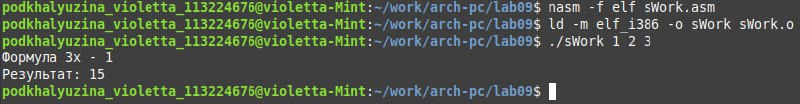 podkhalyuzina_violetta_113224676@violetta-Mint:~/work/arch-pc/lab09$ nasm -f elf sWork.asm
podkhalyuzina_violetta_113224676@violetta-Mint:~/work/arch-pc/lab09$ ld -m elf_i386 -o sWork sWork.o
podkhalyuzina_violetta_113224676@violetta-Mint:~/work/arch-pc/lab09$ ./sWork 1 2 3
Формула 3x - 1
Результат: 15
podkhalyuzina_violetta_113224676@violetta-Mint:~/work/arch-pc/lab09$